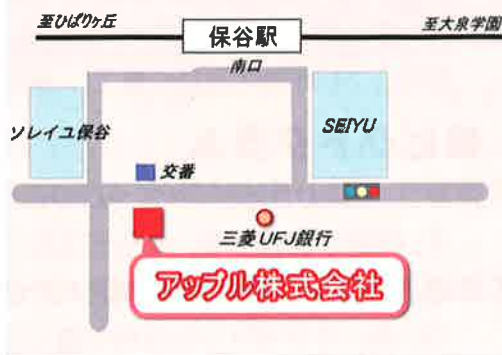 至ひばりヶ丘
保谷駅
至大泉学園
南口
ソレイユ保谷
SEIYU
交番
三菱UFJ銀行
アップル株式会社